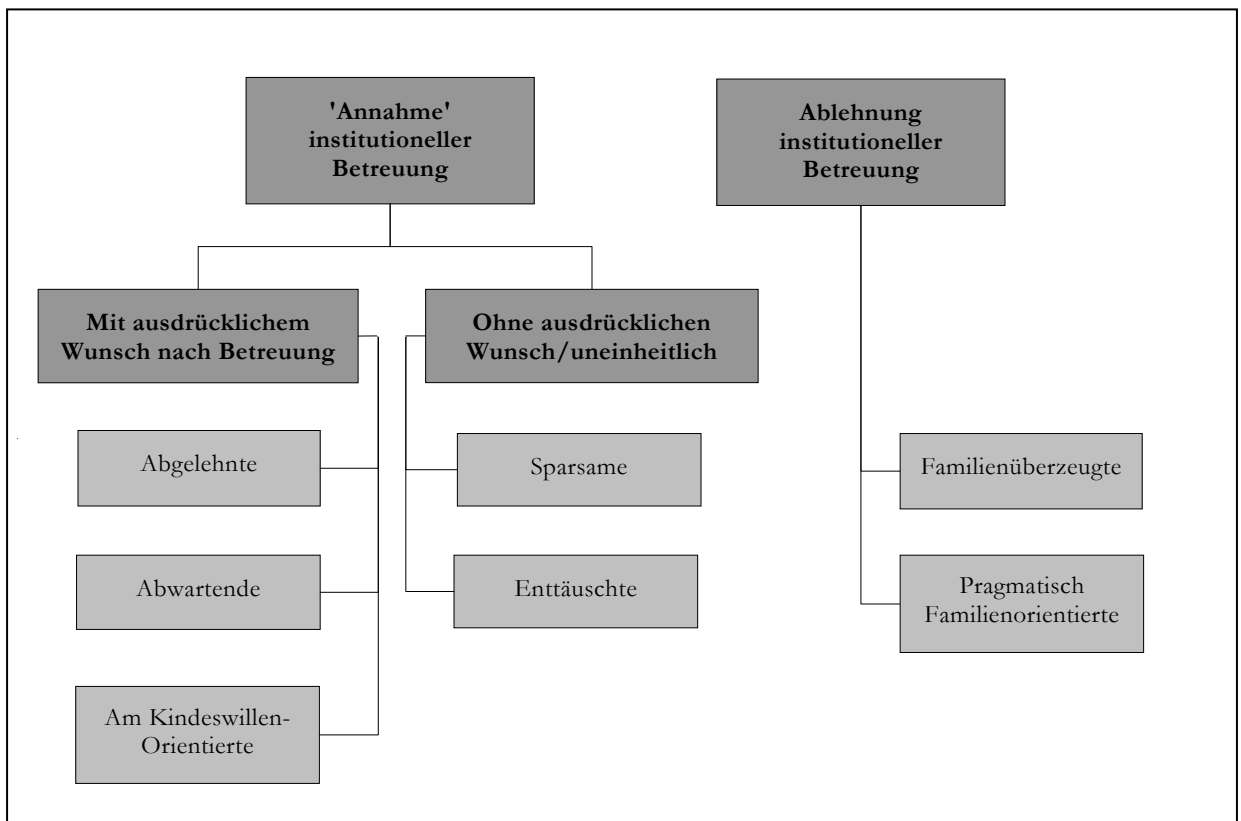 'Annahme'
institutioneller
Betreuung
Ablehnung
institutioneller
Betreuung
Mit ausdrücklichem
Wunsch nach Betreuung
Ohne ausdrücklichen
Wunsch/uneinheitlich
Abgelehnte
Sparsame
Familienüberzeugte
Abwartende
Enttäuschte
Pragmatisch
Familienorientierte
Am Kindeswillen-
Orientierte